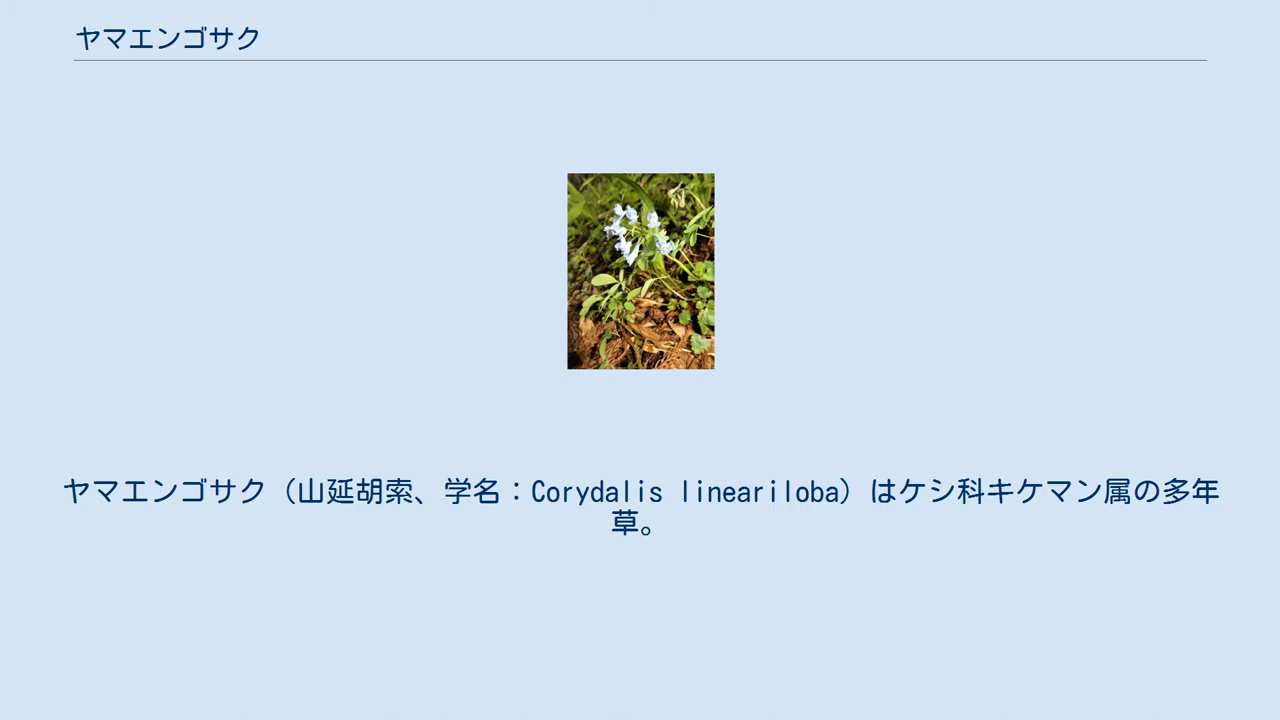 ヤマエンゴサク
ヤマエンゴサク（山延胡索、学名：Corydalis lineariloba）はケシ科キケマン属の多年
草。